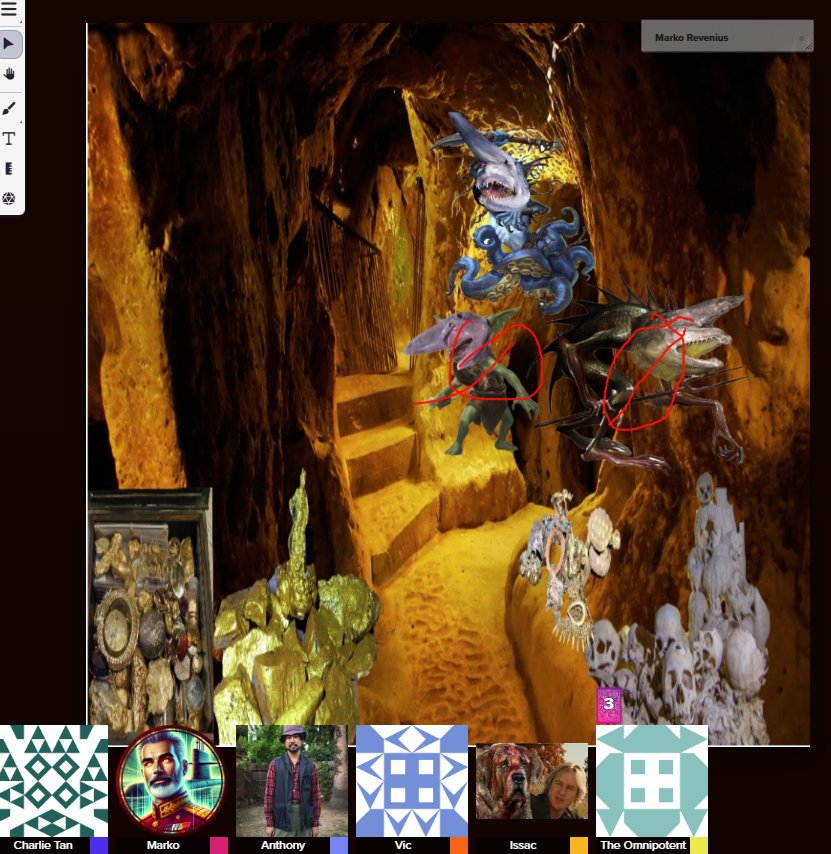 Marko Revenius
T
3
Charlie Tan
Marko
Anthony
Vic
Issac
The Omnipotent